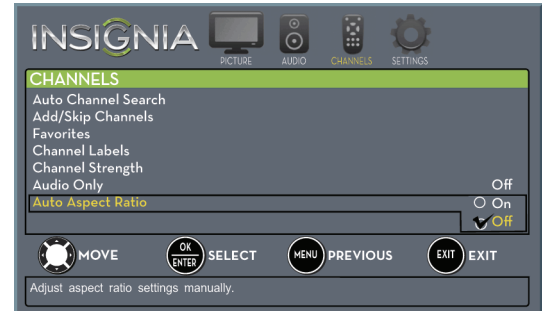 INSIGNIA
PICTURE AUDIO CHANNELS SETTINGS
CHANNELS
Auto Channel Search
Add/Skip Channels
Favorites
Channel Labels
Channel Strength
Audio Only Off
Auto Aspect Ratio On
Off
MOVE OK ENTER SELECT MENU PREVIOUS EXIT EXIT
Adjust aspect ratio settings manually.